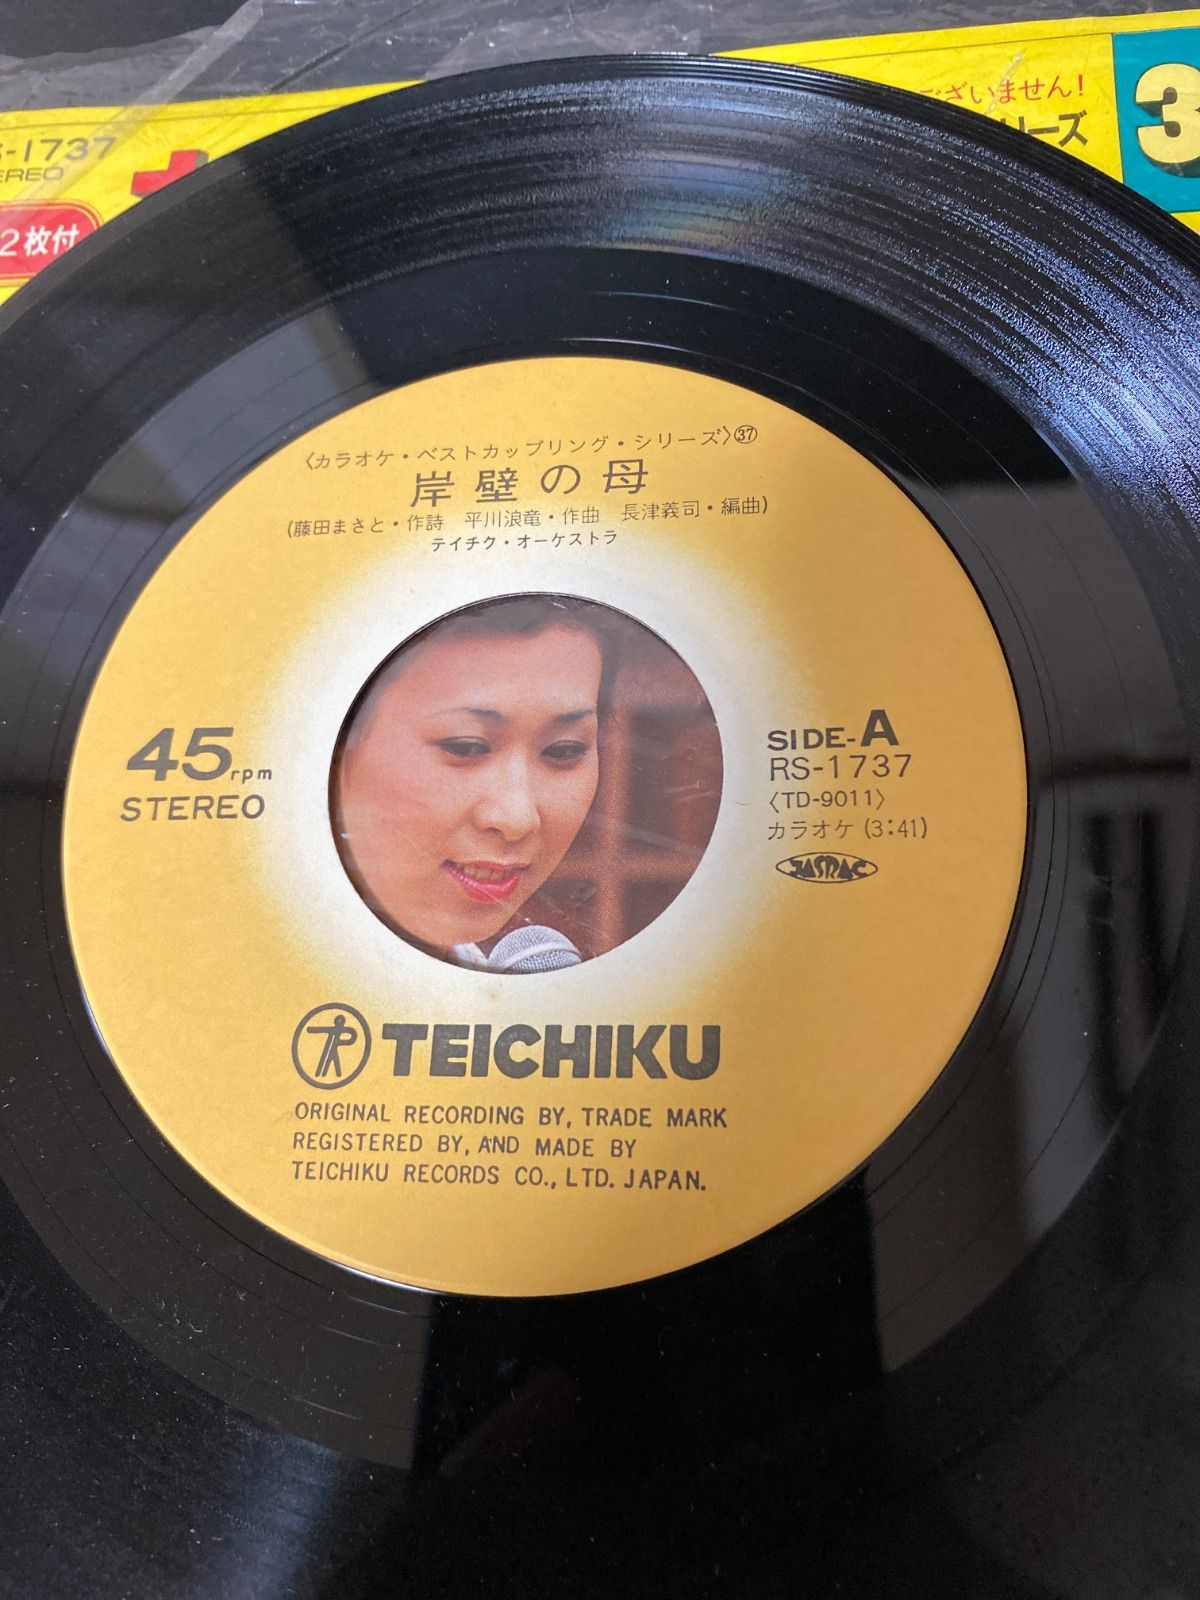 ございません!
S-1737
STEREO
2枚付
リーズ
3
〈カラオケ・ベストカップリング・シリーズ〉㊲
岸壁の母
(藤田まさと・作詩 平川浪竜・作曲 長津義司・編曲)
テイチク・オーケストラ
45rpm
STEREO
SIDE-A
RS-1737
〈TD-9011〉
カラオケ (3:41)
JASRAC
TEICHIKU
ORIGINAL RECORDING BY, TRADE MARK
REGISTERED BY, AND MADE BY
TEICHIKU RECORDS CO., LTD. JAPAN.